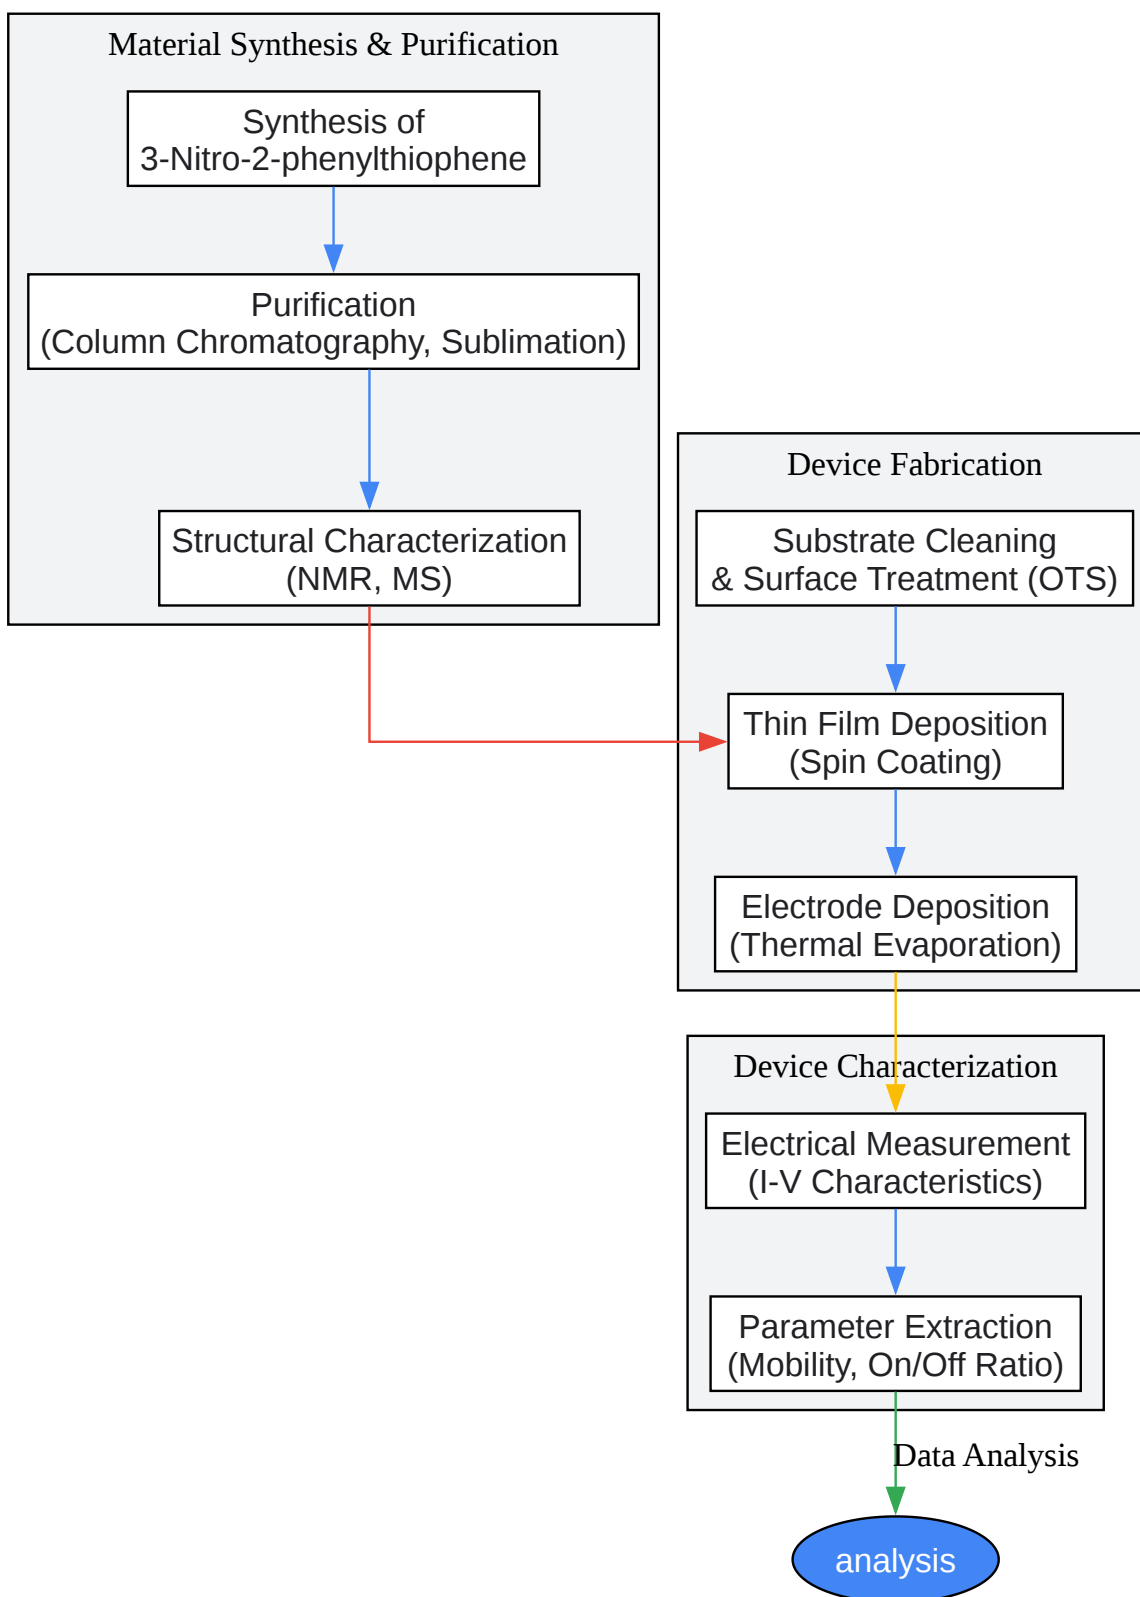 Material Synthesis & Purification
Synthesis of
3-Nitro-2-phenylthiophene
Purification
(Column Chromatography, Sublimation)
Structural Characterization
(NMR, MS)
Device Fabrication
Substrate Cleaning
& Surface Treatment (OTS)
Thin Film Deposition
(Spin Coating)
Electrode Deposition
(Thermal Evaporation)
Device Characterization
Electrical Measurement
(I-V Characteristics)
Parameter Extraction
(Mobility, On/Off Ratio)
Data Analysis
analysis